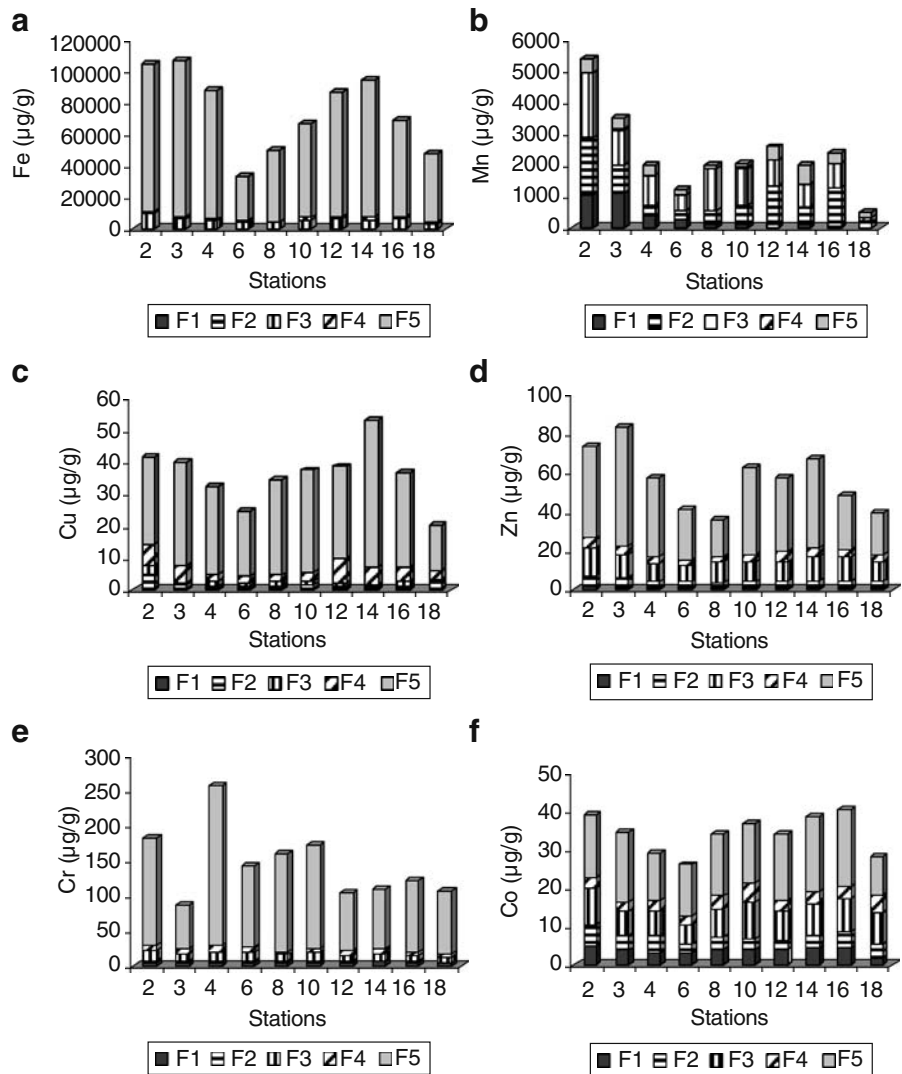 a
120000
100000
80000
60000
40000
20000
0
Fe (µg/g)
2 3 4 6 8 10 12 14 16 18
Stations
F1 F2 F3 F4 F5
b
6000
5000
4000
3000
2000
1000
0
Mn (µg/g)
2 3 4 6 8 10 12 14 16 18
Stations
F1 F2 F3 F4 F5
c
60
50
40
30
20
10
0
Cu (µg/g)
2 3 4 6 8 10 12 14 16 18
Stations
F1 F2 F3 F4 F5
d
100
80
60
40
20
0
Zn (µg/g)
2 3 4 6 8 10 12 14 16 18
Stations
F1 F2 F3 F4 F5
e
300
250
200
150
100
50
0
Cr (µg/g)
2 3 4 6 8 10 12 14 16 18
Stations
F1 F2 F3 F4 F5
f
50
40
30
20
10
0
Co (µg/g)
2 3 4 6 8 10 12 14 16 18
Stations
F1 F2 F3 F4 F5